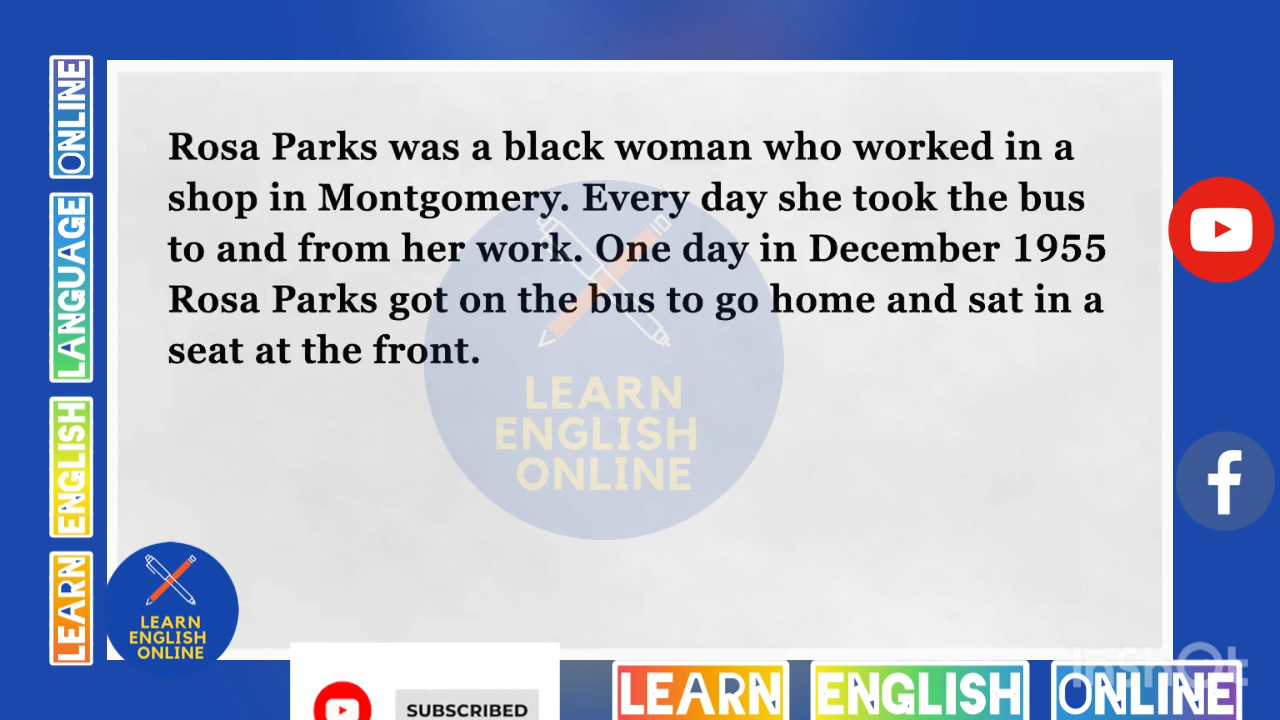 Rosa Parks was a black woman who worked in a
shop in Montgomery. Every day she took the bus
to and from her work. One day in December 1955
Rosa Parks got on the bus to go home and sat in a
seat at the front.
LEARN
ENGLISH
ONLINE
LEARN ENGLISH LANGUAGE ONLINE
LEARN
ENGLISH
ONLINE
SUBSCRIBED
LEARN ENGLISH ONLINE
InShOt